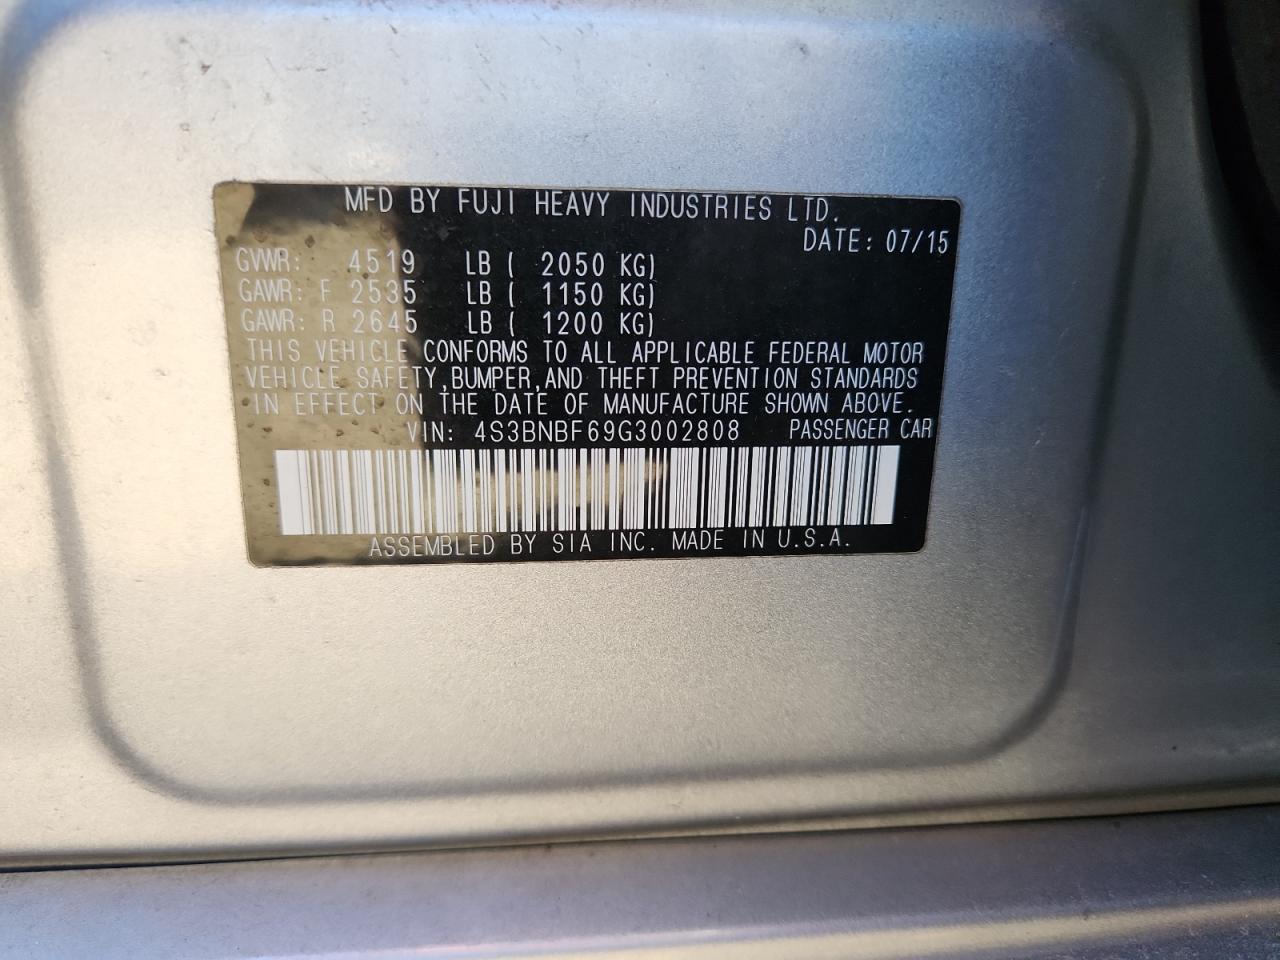 MFD BY FUJI HEAVY INDUSTRIES LTD.
DATE: 07/15
GVWR: 4519 LB ( 2050 KG)
GAWR: F 2535 LB ( 1150 KG)
GAWR: R 2645 LB ( 1200 KG)
THIS VEHICLE CONFORMS TO ALL APPLICABLE FEDERAL MOTOR
VEHICLE SAFETY,BUMPER,AND THEFT PREVENTION STANDARDS
IN EFFECT ON THE DATE OF MANUFACTURE SHOWN ABOVE.
VIN: 4S3BNBF69G3002808 PASSENGER CAR
ASSEMBLED BY SIA INC. MADE IN U.S.A.